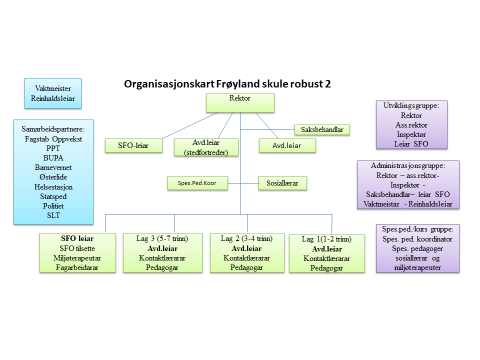 Organisasjonskart Frøyland skule robust 2
Vaktmeister
Reinhaldsleiar
Samarbeidspartnere:
Fagstab Oppvekst
PPT
BUPA
Barnevernet
Østerlide
Helsestasjon
Statsped
Politiet
SLT
Rektor
Saksbehandlar
SFO-leiar
Avd.leiar
(stedfortreder)
Avd.leiar
Spes.Ped.Koor
Sosiallærar
SFO leiar
SFO tilsette
Miljøterapeutar
Fagarbeidarar
Lag 3 (5-7 trinn)
Avd.leiar
Kontaktlærarar
Pedagogar
Lag 2 (3-4 trinn)
Avd.leiar
Kontaktlærarar
Pedagogar
Lag 1(1-2 trinn)
Avd.leiar
Kontaktlærarar
Pedagogar
Utviklingsgruppe:
Rektor
Ass.rektor
Inspektør
Leiar SFO
Administrasjonsgruppe:
Rektor – ass.rektor-
Inspektør -
Saksbehandlar– leiar SFO
Vaktmeistar - Reinhaldsleiar
Spes.ped./kurs gruppe:
Spes. ped. koordinator
Spes. pedagoger
sosiallærar og
miljøterapeuter